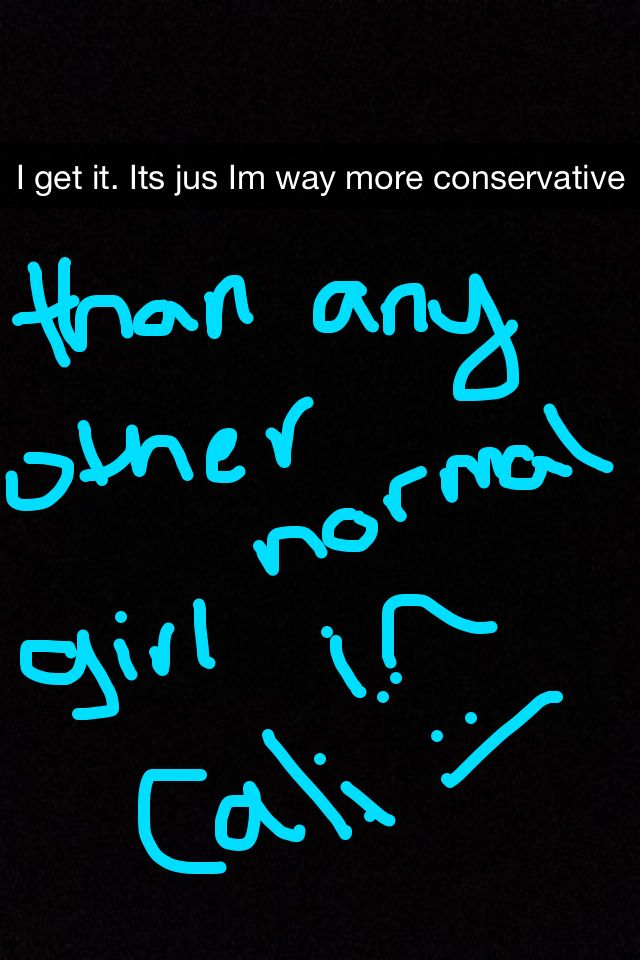 I get it. Its jus Im way more conservative
than any
other
normal
girl in
Cali :/